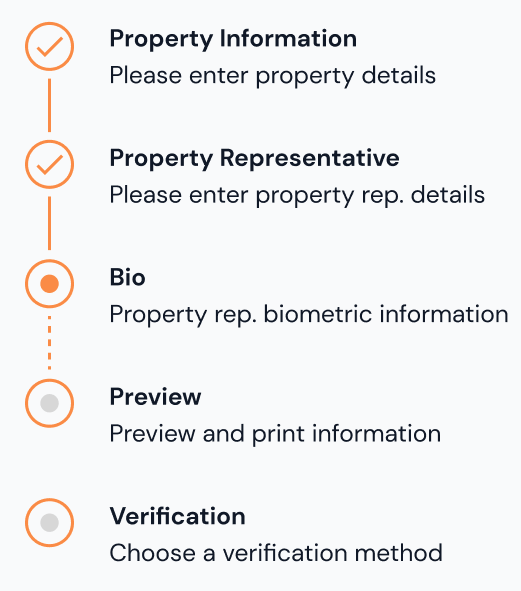 Property Information
Please enter property details
Property Representative
Please enter property rep. details
Bio
Property rep. biometric information
Preview
Preview and print information
Verification
Choose a verification method